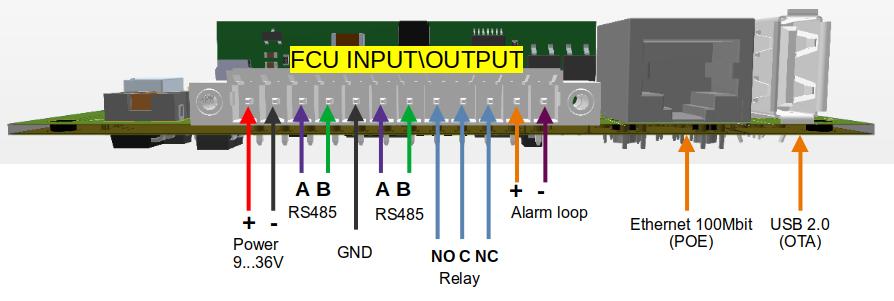 FCU INPUT\OUTPUT
A B
RS485
A B
RS485
+ -
Alarm loop
+ -
Power
9...36V
GND
NO C NC
Relay
Ethernet 100Mbit
(POE)
USB 2.0
(OTA)